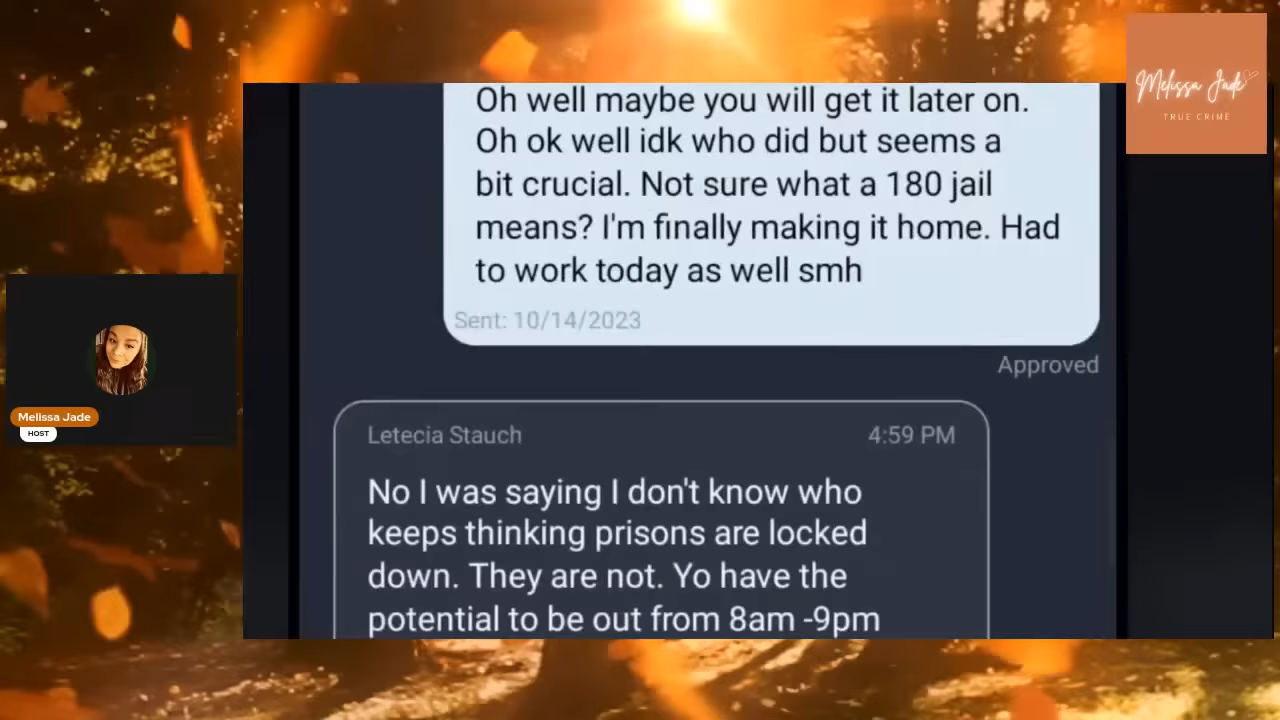 Oh well maybe you will get it later on.
Oh ok well idk who did but seems a
bit crucial. Not sure what a 180 jail
means? I'm finally making it home. Had
to work today as well smh
Sent: 10/14/2023
Approved
Letecia Stauch 4:59 PM
No I was saying I don't know who
keeps thinking prisons are locked
down. They are not. Yo have the
potential to be out from 8am -9pm
Melissa Jade
HOST
Melissa Jade
TRUE CRIME